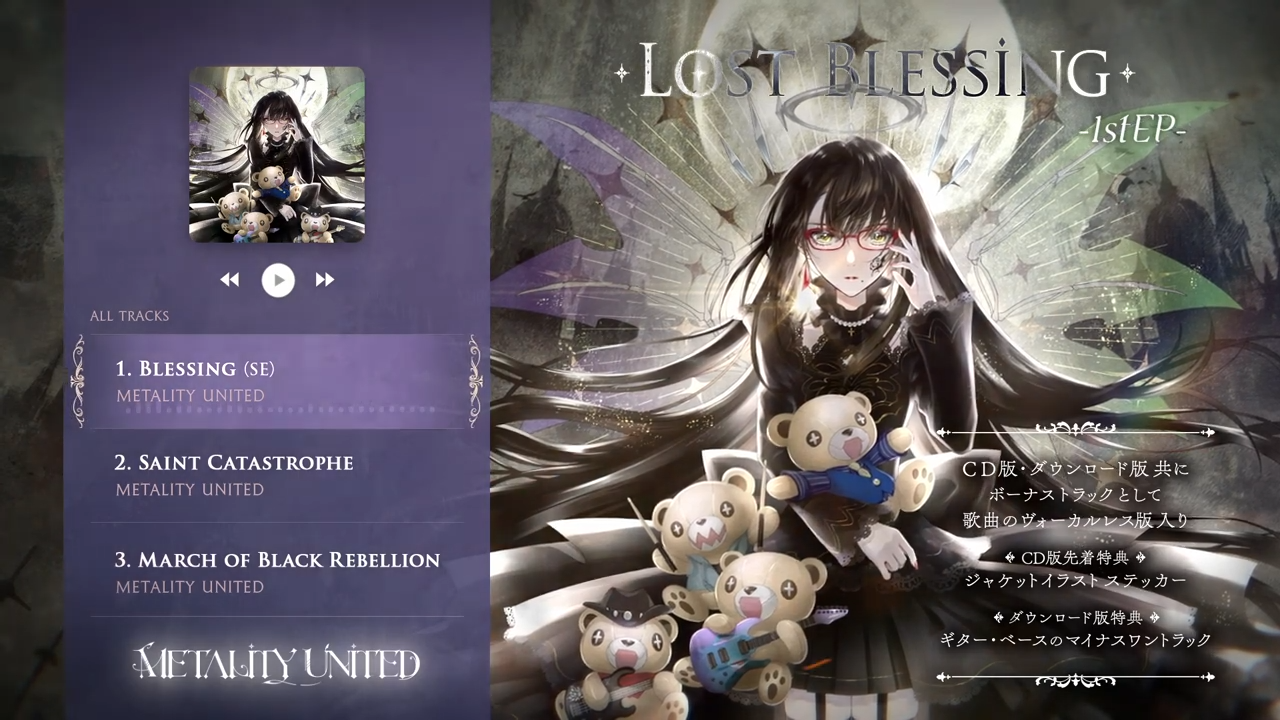 ALL TRACKS
1. BLESSING (SE)
METALITY UNITED
2. SAINT CATASTROPHE
METALITY UNITED
3. MARCH OF BLACK REBELLION
METALITY UNITED
METALITY UNITED
LOST BLESSING
-1stEP-
CD版・ダウンロード版 共に
ボーナストラックとして
歌曲のヴォーカルレス版入り
CD版先着特典
ジャケットイラストステッカー
ダウンロード版特典
ギター・ベースのマイナスワントラック